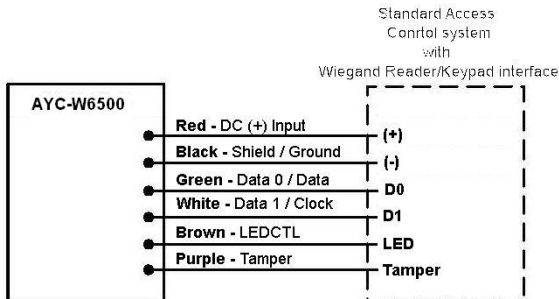 Standard Access
Conrtol system
with
Wiegand Reader/Keypad interface
AYC-W6500
Red - DC (+) Input
(+)
Black - Shield / Ground
(-)
Green - Data 0 / Data
D0
White - Data 1 / Clock
D1
Brown - LEDCTL
LED
Purple - Tamper
Tamper